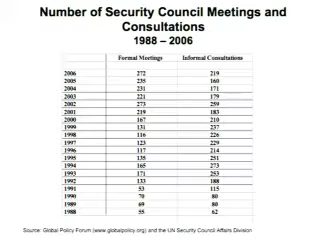 Number of Security Council Meetings and
Consultations
1988 – 2006
Formal Meetings Informal Consultations
2006 272 219
2005 235 160
2004 231 171
2003 221 179
2002 273 259
2001 219 183
2000 167 210
1999 131 237
1998 116 226
1997 123 229
1996 117 214
1995 135 251
1994 165 273
1993 171 253
1992 133 188
1991 53 115
1990 70 80
1989 69 80
1988 55 62
Source: Global Policy Forum (www.globalpolicy.org) and the UN Security Council Affairs Division